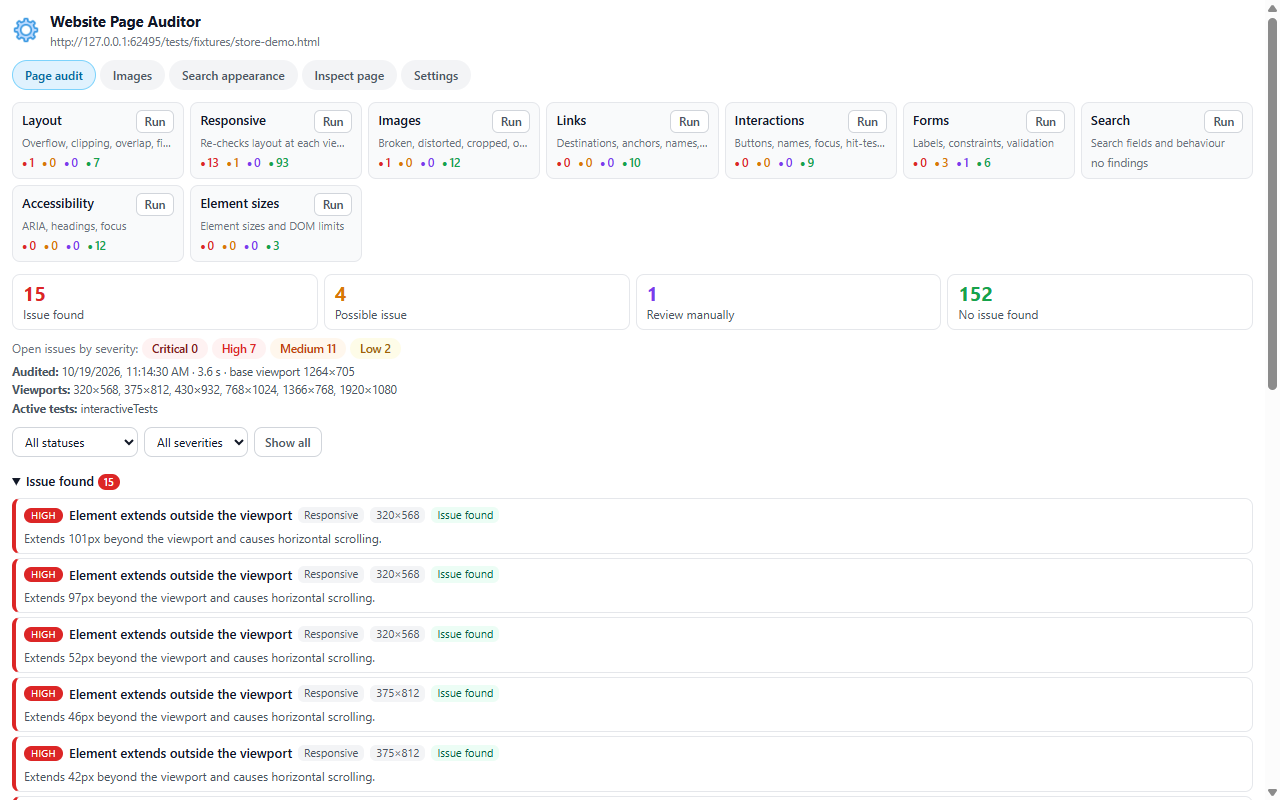 Website Page Auditor
http://127.0.0.1:62495/tests/fixtures/store-demo.html
Page audit Images Search appearance Inspect page Settings
Layout Run
Overflow, clipping, overlap, fi...
1 0 0 7
Responsive Run
Re-checks layout at each vie...
13 1 0 93
Images Run
Broken, distorted, cropped, o...
1 0 0 12
Links Run
Destinations, anchors, names,...
0 0 0 10
Interactions Run
Buttons, names, focus, hit-tes...
0 0 0 9
Forms Run
Labels, constraints, validation
0 3 1 6
Search Run
Search fields and behaviour
no findings
Accessibility Run
ARIA, headings, focus
0 0 0 12
Element sizes Run
Element sizes and DOM limits
0 0 0 3
15
Issue found
4
Possible issue
1
Review manually
152
No issue found
Open issues by severity: Critical 0 High 7 Medium 11 Low 2
Audited: 10/19/2026, 11:14:30 AM · 3.6 s · base viewport 1264×705
Viewports: 320×568, 375×812, 430×932, 768×1024, 1366×768, 1920×1080
Active tests: interactiveTests
All statuses All severities Show all
Issue found 15
HIGH Element extends outside the viewport Responsive 320×568 Issue found
Extends 101px beyond the viewport and causes horizontal scrolling.
HIGH Element extends outside the viewport Responsive 320×568 Issue found
Extends 97px beyond the viewport and causes horizontal scrolling.
HIGH Element extends outside the viewport Responsive 320×568 Issue found
Extends 52px beyond the viewport and causes horizontal scrolling.
HIGH Element extends outside the viewport Responsive 375×812 Issue found
Extends 46px beyond the viewport and causes horizontal scrolling.
HIGH Element extends outside the viewport Responsive 375×812 Issue found
Extends 42px beyond the viewport and causes horizontal scrolling.